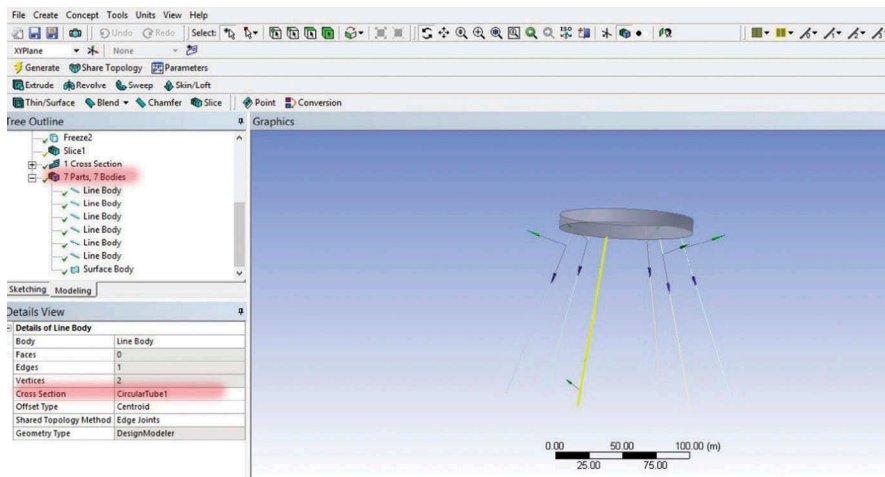 File Create Concept Tools Units View Help
Undo Redo Select: ISO
XYPlane None
Generate Share Topology Parameters
Extrude Revolve Sweep Skin/Loft
Thin/Surface Blend Chamfer Slice Point Conversion
Tree Outline
Graphics
Freeze2
Slice1
1 Cross Section
7 Parts, 7 Bodies
Line Body
Line Body
Line Body
Line Body
Line Body
Line Body
Surface Body
Sketching Modeling
Details View
Details of Line Body
Body Line Body
Faces 0
Edges 1
Vertices 2
Cross Section CircularTube1
Offset Type Centroid
Shared Topology Method Edge Joints
Geometry Type DesignModeler
0.00 50.00 100.00 (m)
25.00 75.00